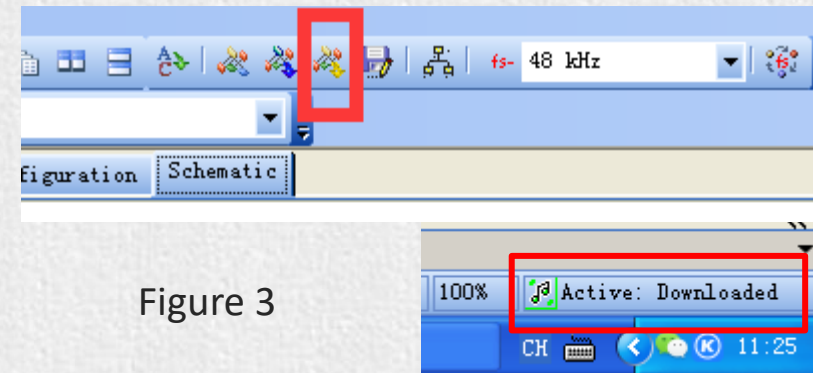 fs- 48 kHz
figuration Schematic
Figure 3
100% Active: Downloaded
CH K 11:25